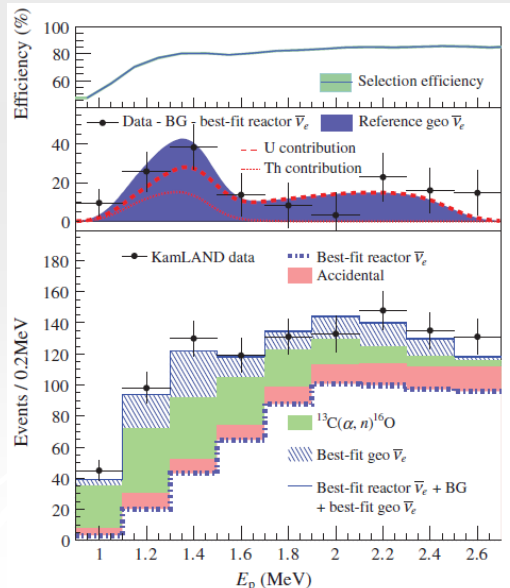 Efficiency (%)
80
60
Selection efficiency
Data - BG - best-fit reactor ν̅e
Reference geo ν̅e
40
20
0
U contribution
Th contribution
KamLAND data
Best-fit reactor ν̅e
Accidental
180
160
140
120
100
80
60
40
20
0
Events / 0.2MeV
¹³C(α, n)¹⁶O
Best-fit geo ν̅e
Best-fit reactor ν̅e + BG
+ best-fit geo ν̅e
1 1.2 1.4 1.6 1.8 2 2.2 2.4 2.6
Ep (MeV)